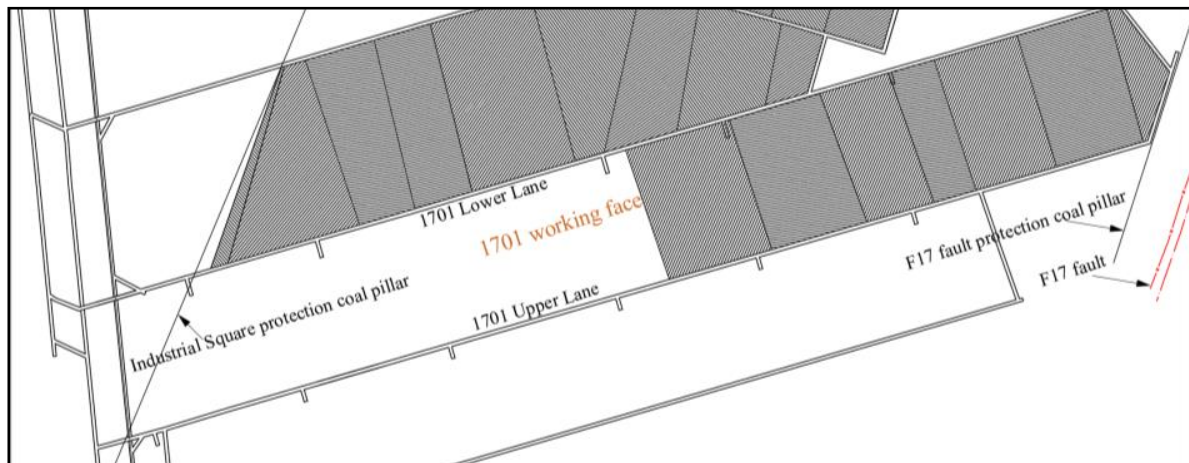 1701 Lower Lane
1701 working face
F17 fault protection coal pillar
F17 fault
Industrial Square protection coal pillar
1701 Upper Lane